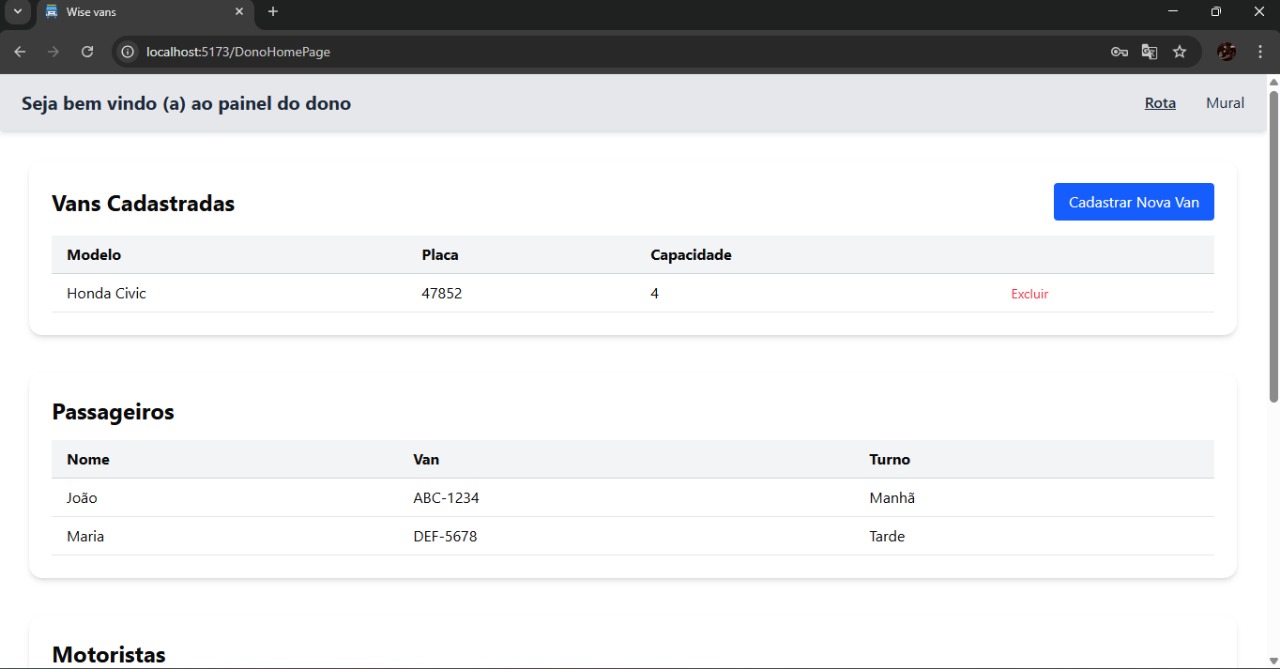 Wise vans
localhost:5173/DonoHomePage
Seja bem vindo (a) ao painel do dono
Rota Mural
Vans Cadastradas
Cadastrar Nova Van
Modelo Placa Capacidade
Honda Civic 47852 4 Excluir
Passageiros
Nome Van Turno
João ABC-1234 Manhã
Maria DEF-5678 Tarde
Motoristas